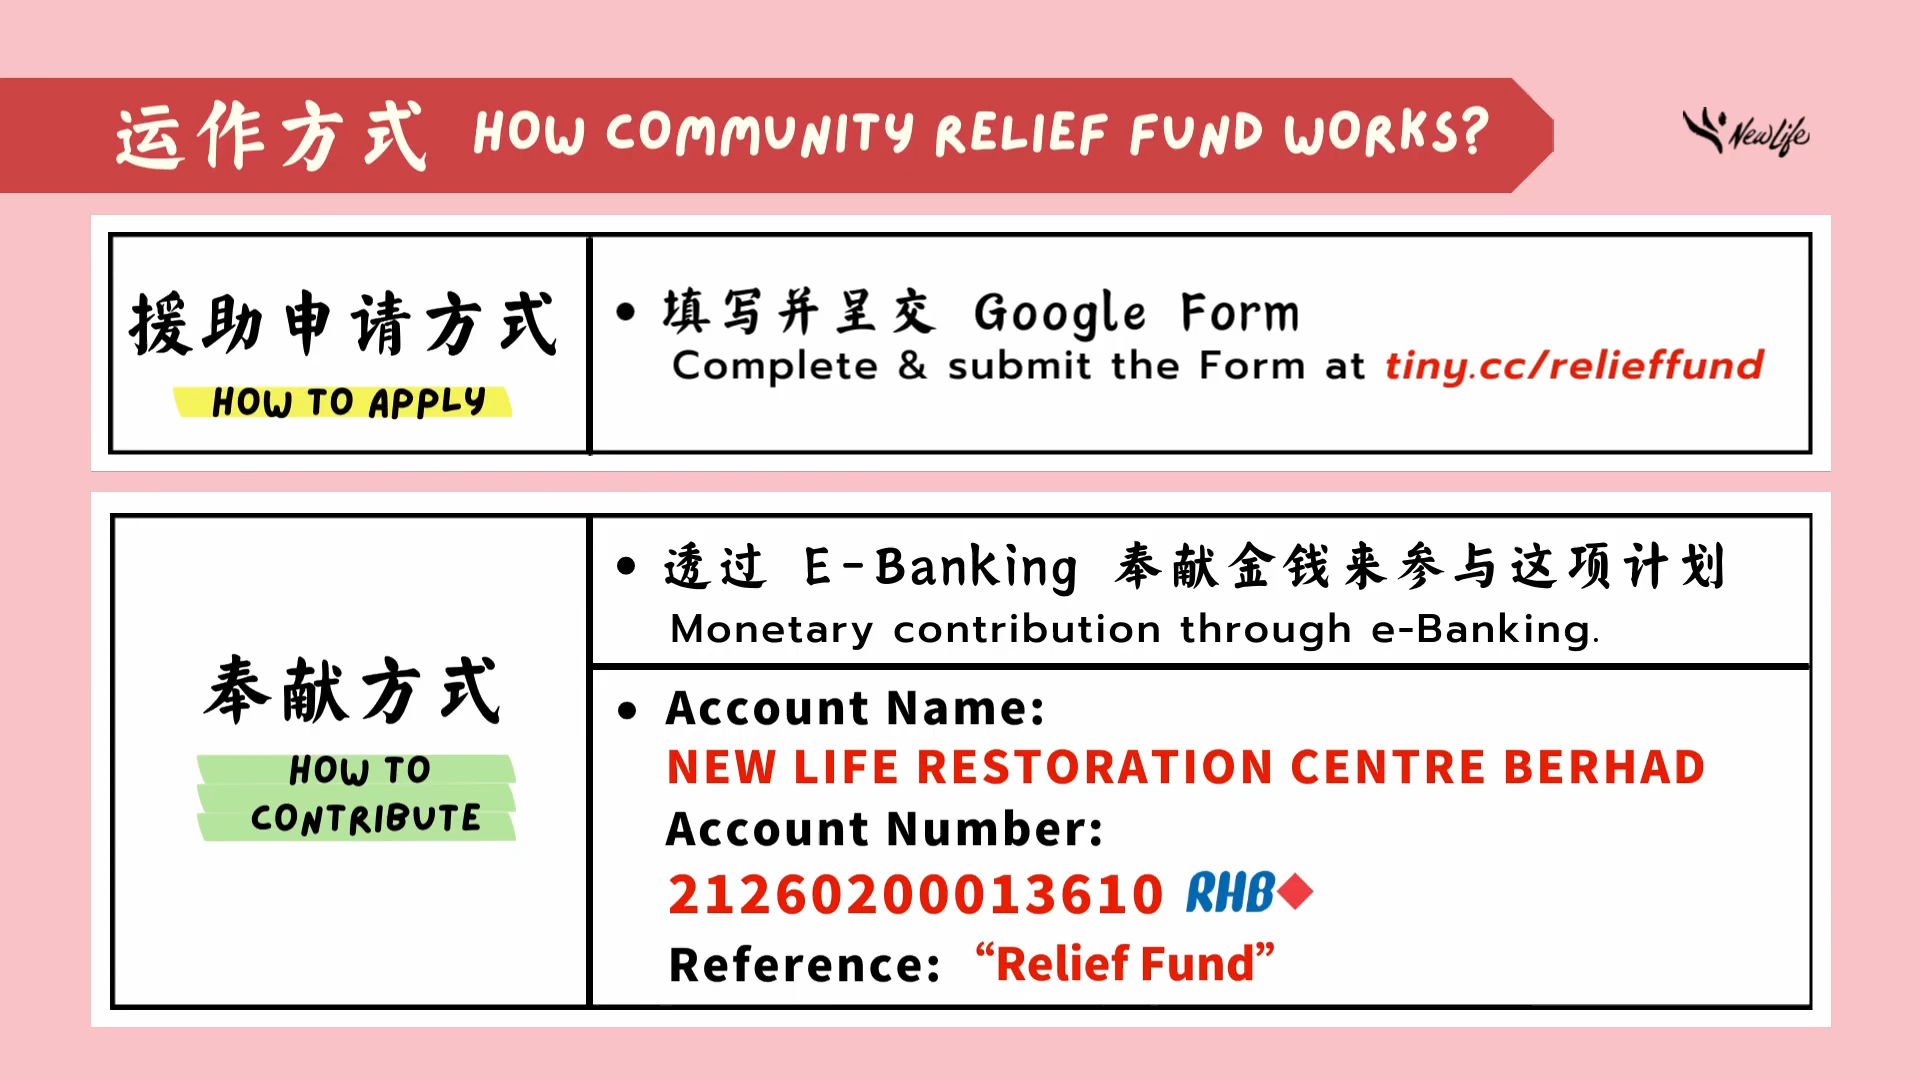 运作方式 HOW COMMUNITY RELIEF FUND WORKS?
NewLife
援助申请方式
HOW TO APPLY
• 填写并呈交 Google Form
Complete & submit the Form at tiny.cc/relieffund
奉献方式
HOW TO
CONTRIBUTE
• 透过 E-Banking 奉献金钱来参与这项计划
Monetary contribution through e-Banking.
• Account Name:
NEW LIFE RESTORATION CENTRE BERHAD
Account Number:
21260200013610 RHB
Reference: “Relief Fund”